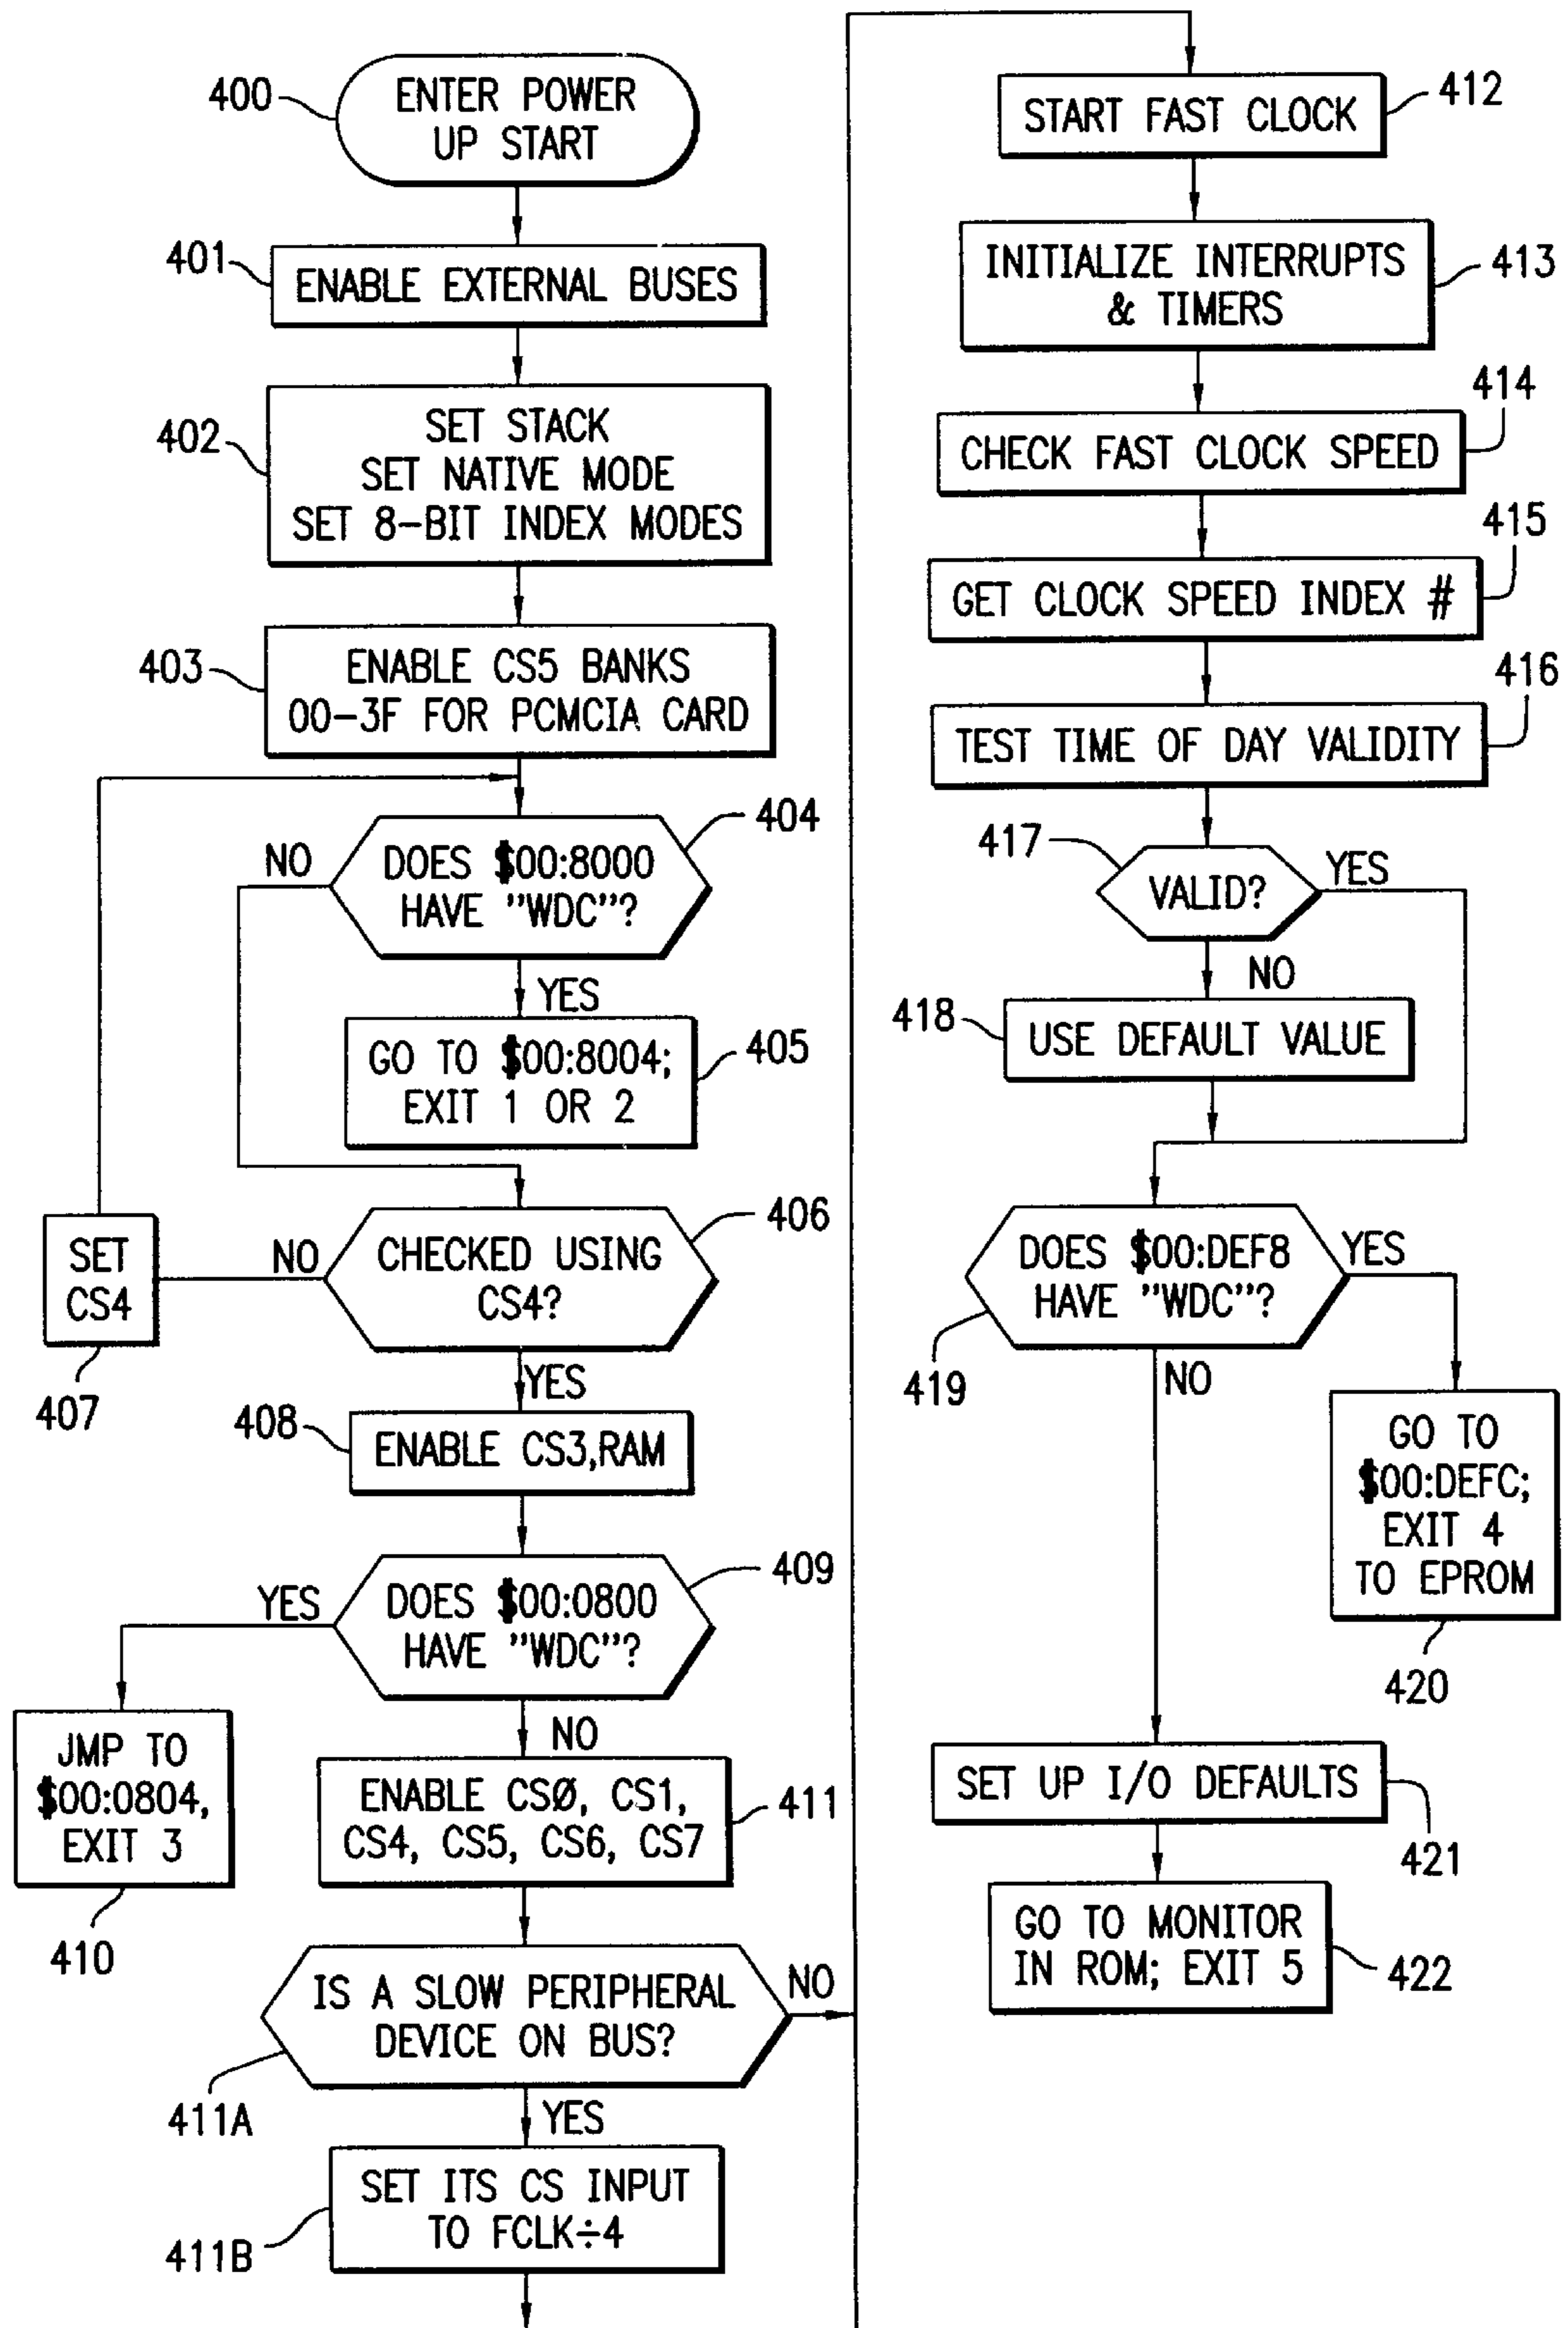 400
ENTER POWER
UP START
401
ENABLE EXTERNAL BUSES
402
SET STACK
SET NATIVE MODE
SET 8-BIT INDEX MODES
403
ENABLE CS5 BANKS
00-3F FOR PCMCIA CARD
404
NO
DOES $00:8000
HAVE "WDC"?
YES
GO TO $00:8004;
EXIT 1 OR 2
405
406
SET
CS4
NO
CHECKED USING
CS4?
407
YES
408
ENABLE CS3,RAM
409
YES
DOES $00:0800
HAVE "WDC"?
JMP TO
$00:0804,
EXIT 3
410
NO
ENABLE CSØ, CS1,
CS4, CS5, CS6, CS7
411
IS A SLOW PERIPHERAL
DEVICE ON BUS?
NO
411A
YES
SET ITS CS INPUT
TO FCLK÷4
411B
START FAST CLOCK
412
INITIALIZE INTERRUPTS
& TIMERS
413
414
CHECK FAST CLOCK SPEED
415
GET CLOCK SPEED INDEX #
416
TEST TIME OF DAY VALIDITY
417
VALID?
YES
NO
418
USE DEFAULT VALUE
DOES $00:DEF8
HAVE "WDC"?
YES
419
NO
GO TO
$00:DEFC;
EXIT 4
TO EPROM
420
SET UP I/O DEFAULTS
421
GO TO MONITOR
IN ROM; EXIT 5
422